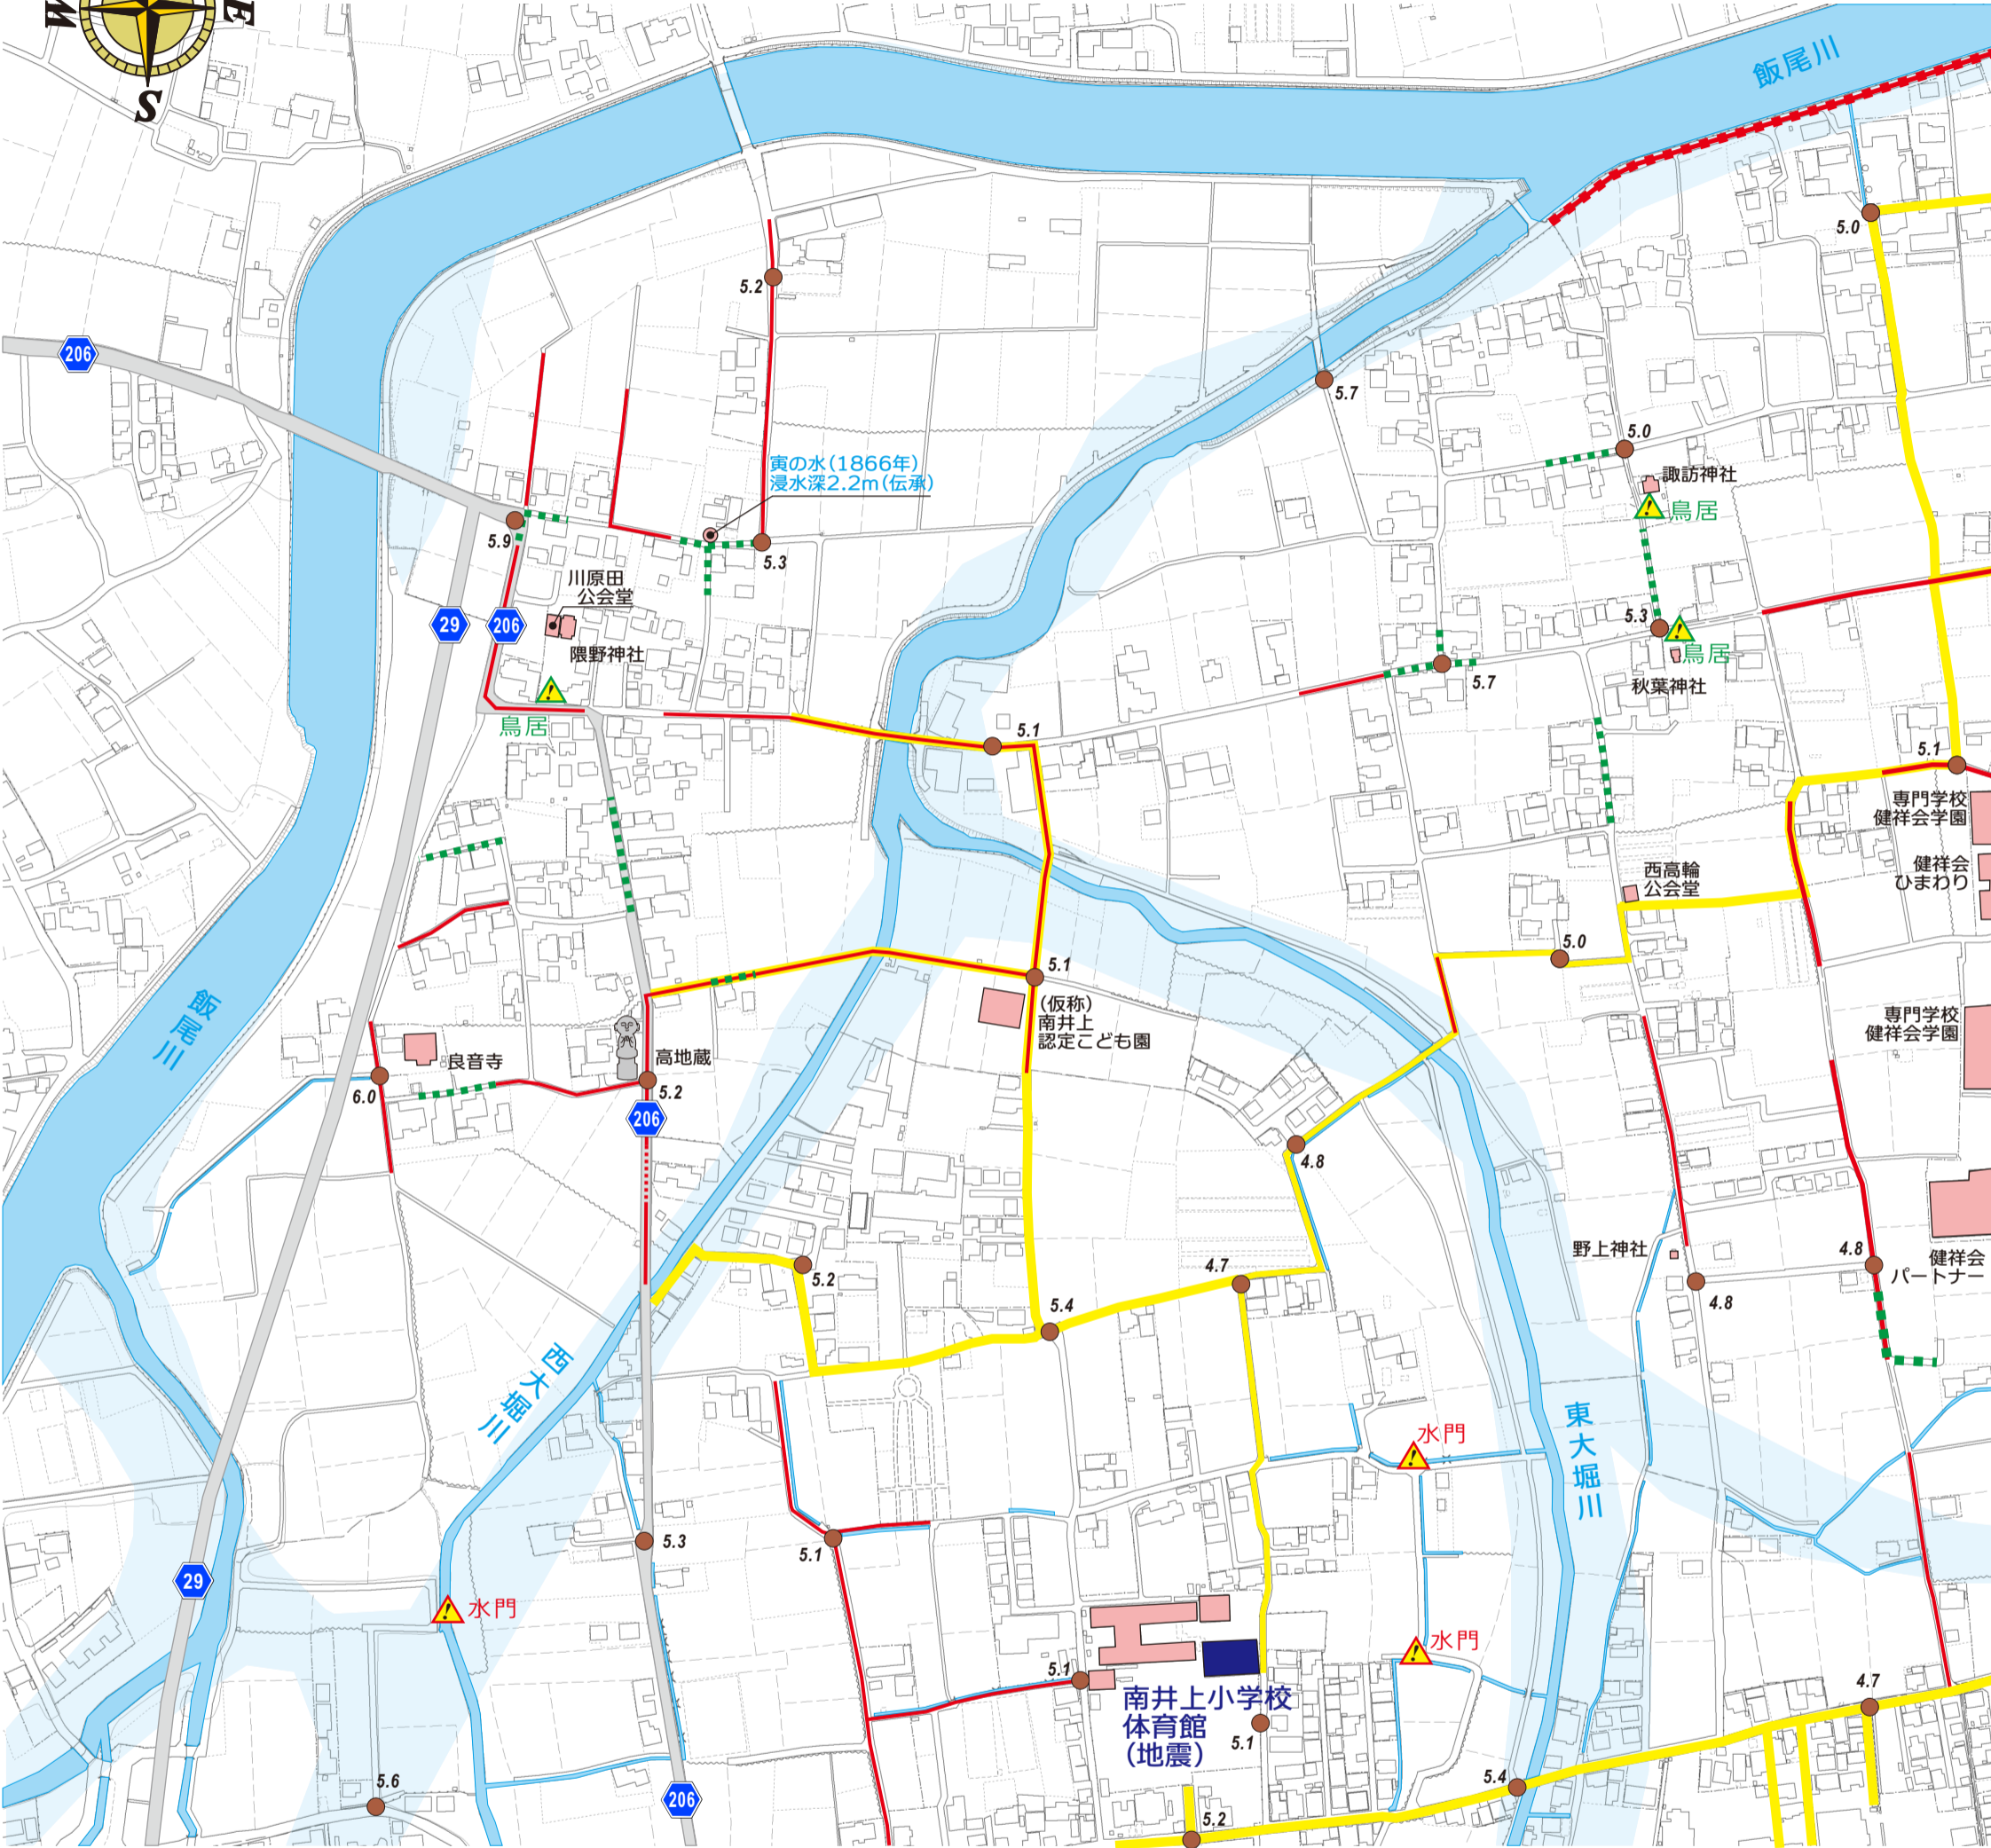 W
E
S
飯尾川
5.0
5.2
206
5.7
5.0
諏訪神社
鳥居
寅の水(1866年)
浸水深2.2m(伝承)
5.9
5.3
川原田
公会堂
29
206
隈野神社
鳥居
5.3
鳥居
秋葉神社
5.7
5.1
5.1
専門学校
健祥会学園
健祥会
ひまわり
西高輪
公会堂
5.0
5.1
(仮称)
南井上
認定こども園
飯尾川
良音寺
高地蔵
6.0
5.2
206
専門学校
健祥会学園
4.8
野上神社
4.8
健祥会
パートナー
4.8
5.2
4.7
5.4
西大堀川
東大堀川
水門
5.3
5.1
29
水門
水門
5.1
南井上小学校
体育館
(地震)
5.1
4.7
5.6
206
5.4
5.2